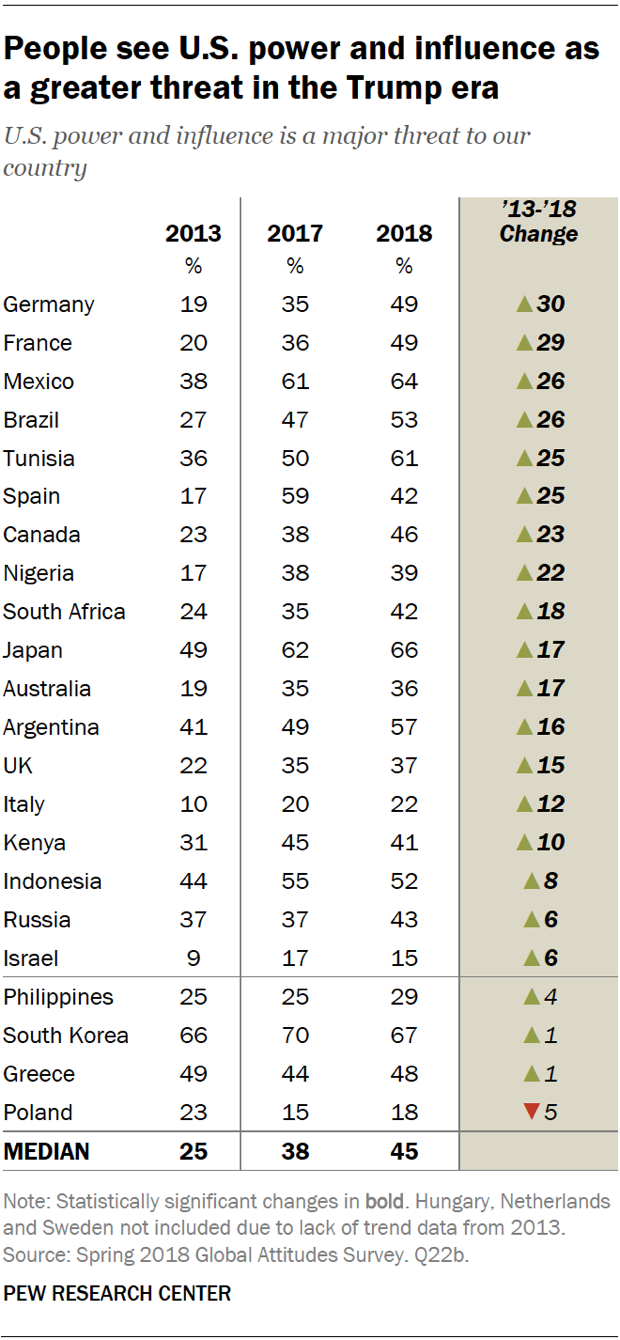 People see U.S. power and influence as
a greater threat in the Trump era
U.S. power and influence is a major threat to our
country
2013 2017 2018 ’13-’18 Change
% % %
Germany 19 35 49 ▲30
France 20 36 49 ▲29
Mexico 38 61 64 ▲26
Brazil 27 47 53 ▲26
Tunisia 36 50 61 ▲25
Spain 17 59 42 ▲25
Canada 23 38 46 ▲23
Nigeria 17 38 39 ▲22
South Africa 24 35 42 ▲18
Japan 49 62 66 ▲17
Australia 19 35 36 ▲17
Argentina 41 49 57 ▲16
UK 22 35 37 ▲15
Italy 10 20 22 ▲12
Kenya 31 45 41 ▲10
Indonesia 44 55 52 ▲8
Russia 37 37 43 ▲6
Israel 9 17 15 ▲6
Philippines 25 25 29 ▲4
South Korea 66 70 67 ▲1
Greece 49 44 48 ▲1
Poland 23 15 18 ▼5
MEDIAN 25 38 45
Note: Statistically significant changes in bold. Hungary, Netherlands
and Sweden not included due to lack of trend data from 2013.
Source: Spring 2018 Global Attitudes Survey. Q22b.
PEW RESEARCH CENTER